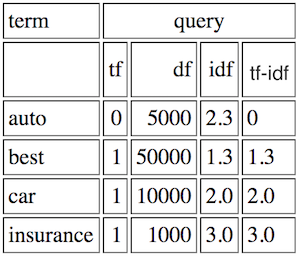 term query
tf df idf tf-idf
auto 0 5000 2.3 0
best 1 50000 1.3 1.3
car 1 10000 2.0 2.0
insurance 1 1000 3.0 3.0